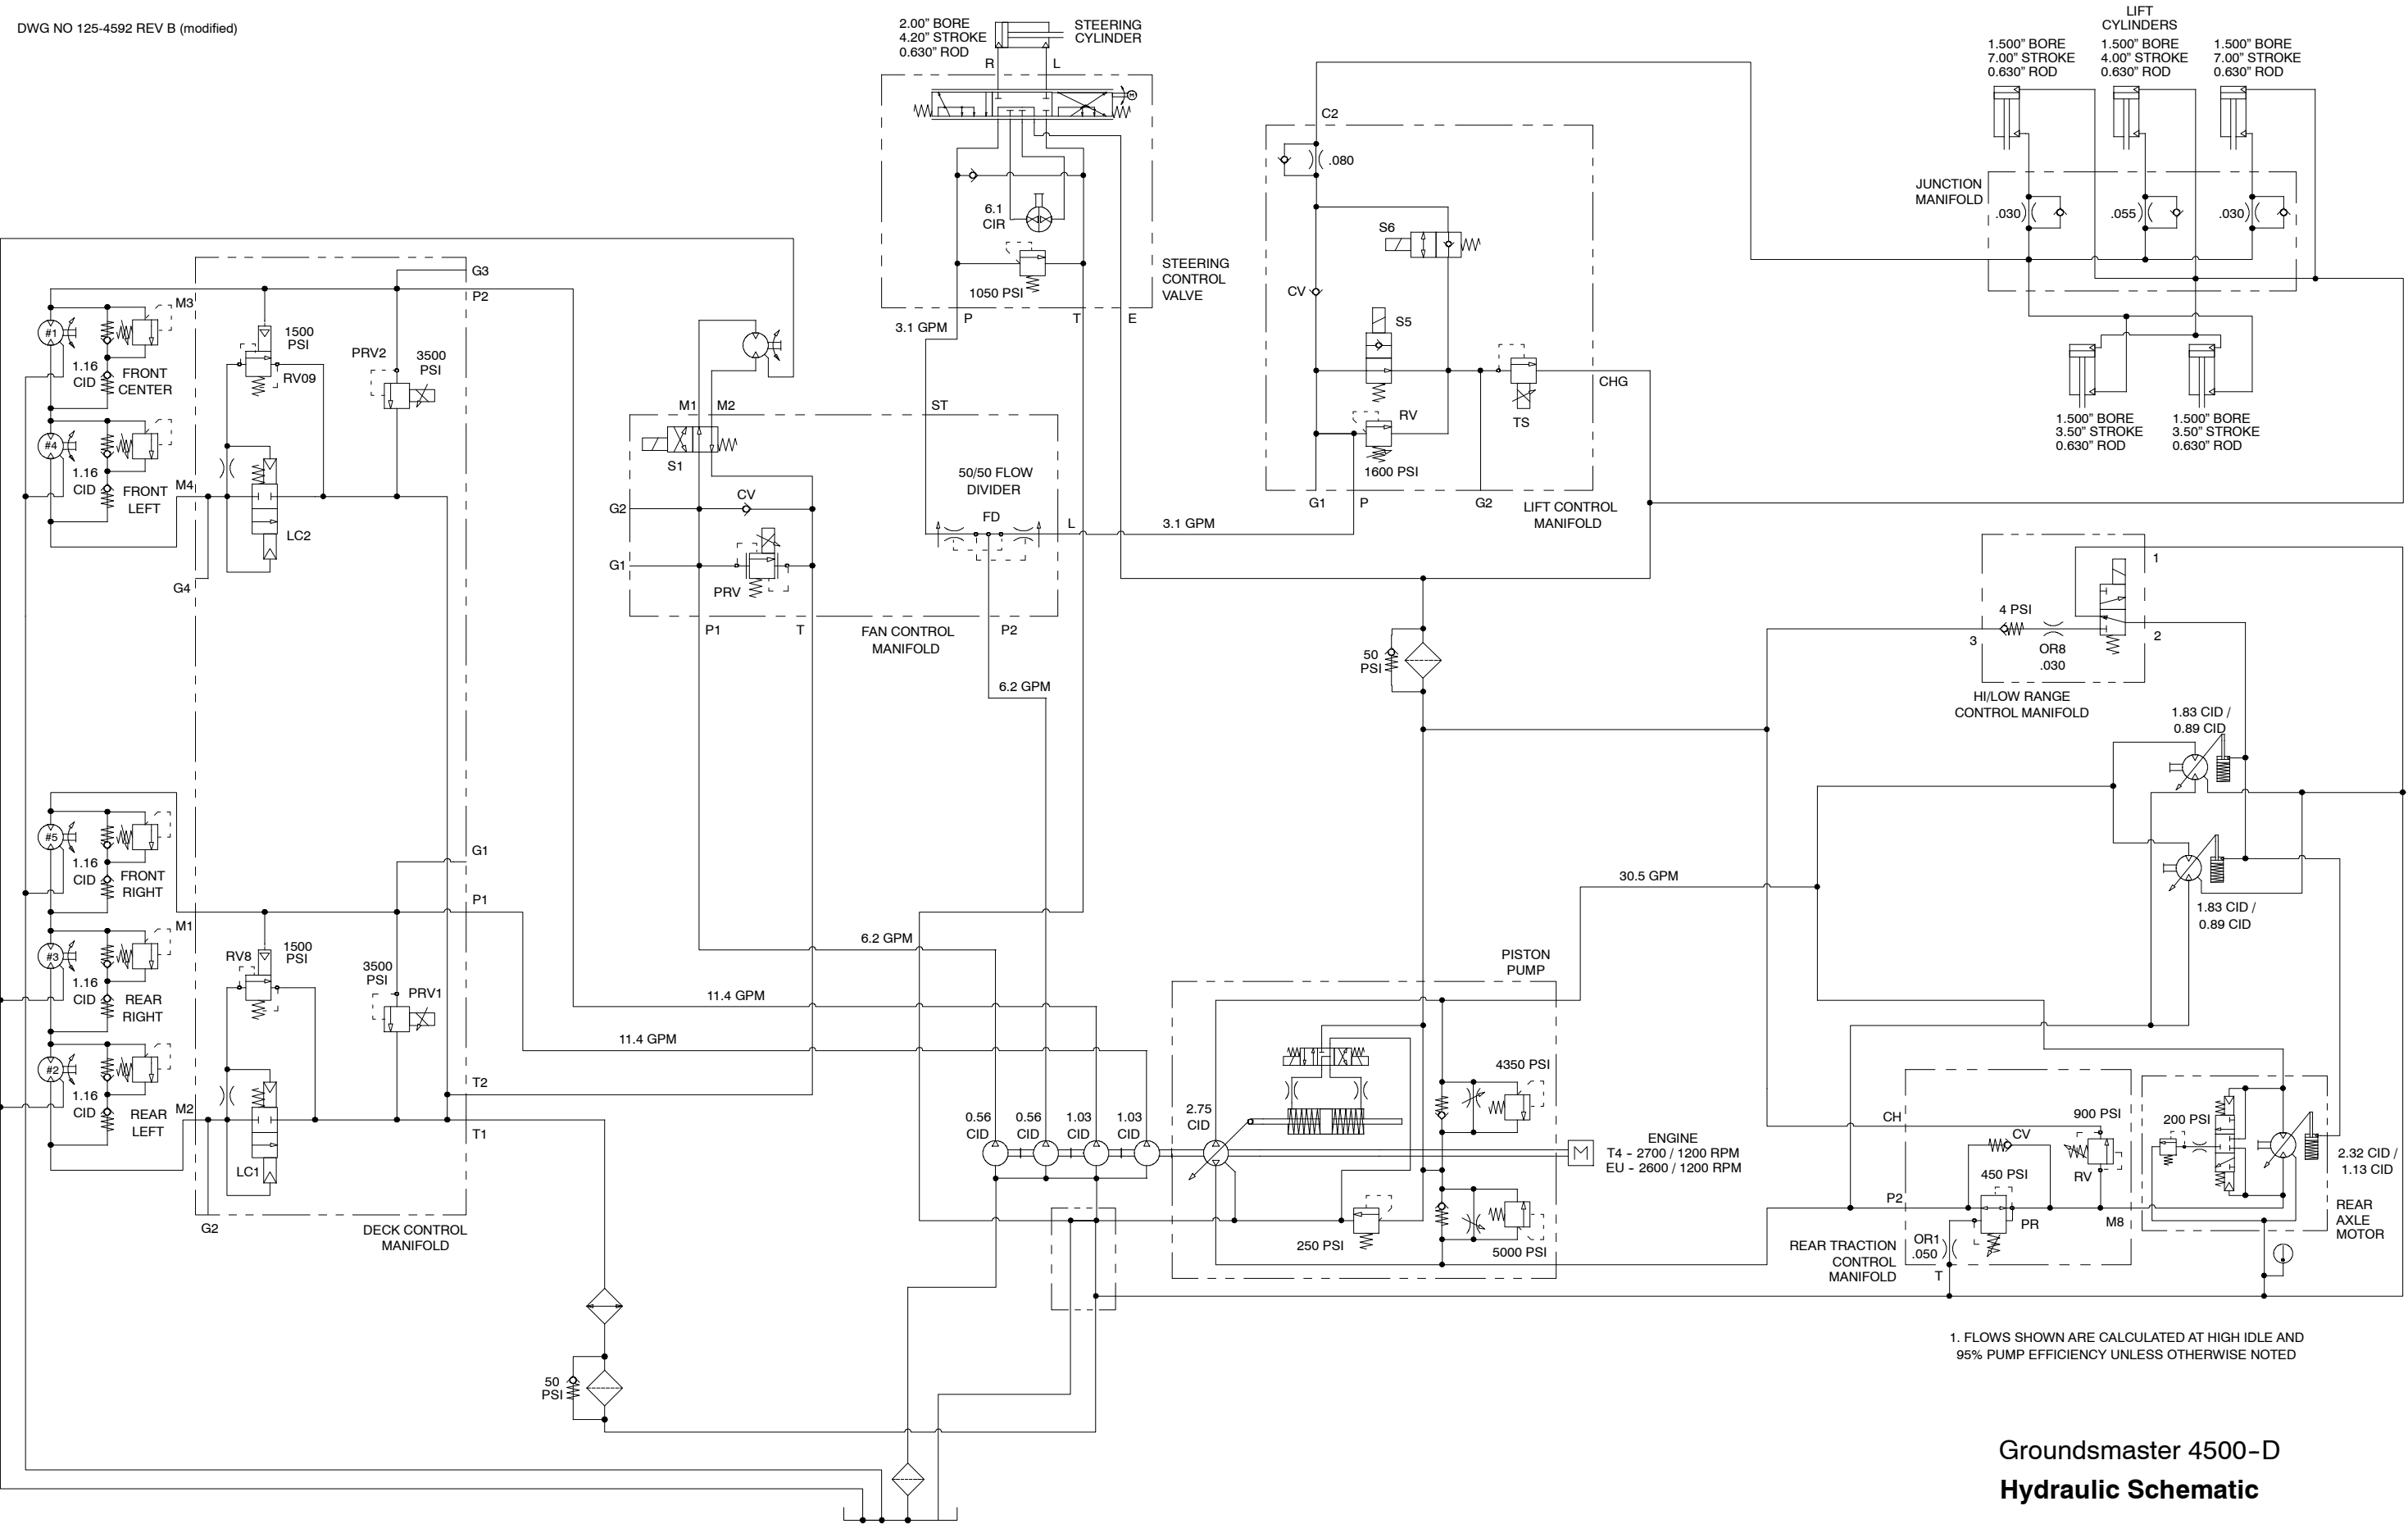 DWG NO 125-4592 REV B (modified)
2.00” BORE
4.20” STROKE
0.630” ROD
STEERING
CYLINDER
R
L
M
6.1
CIR
1050 PSI
STEERING
CONTROL
VALVE
P
T
E
3.1 GPM
LIFT
CYLINDERS
1.500” BORE
7.00” STROKE
0.630” ROD
1.500” BORE
4.00” STROKE
0.630” ROD
1.500” BORE
7.00” STROKE
0.630” ROD
JUNCTION
MANIFOLD
.030
.055
.030
1.500” BORE
3.50” STROKE
0.630” ROD
1.500” BORE
3.50” STROKE
0.630” ROD
C2
.080
S6
CV
S5
CHG
TS
RV
1600 PSI
G1
P
G2
LIFT CONTROL
MANIFOLD
G3
P2
M3
#1
1500
PSI
PRV2
3500
PSI
RV09
1.16
CID
FRONT
CENTER
#4
1.16
CID
FRONT
LEFT
M4
LC2
G4
M1
M2
ST
S1
50/50 FLOW
DIVIDER
FD
CV
G2
G1
PRV
L
3.1 GPM
P1
T
P2
FAN CONTROL
MANIFOLD
6.2 GPM
50
PSI
1
4 PSI
3
2
OR8
.030
HI/LOW RANGE
CONTROL MANIFOLD
1.83 CID /
0.89 CID
1.83 CID /
0.89 CID
30.5 GPM
#5
1.16
CID
FRONT
RIGHT
G1
P1
M1
#3
1.16
CID
REAR
RIGHT
RV8
1500
PSI
3500
PSI
PRV1
#2
1.16
CID
REAR
LEFT
M2
LC1
T2
T1
G2
DECK CONTROL
MANIFOLD
6.2 GPM
11.4 GPM
11.4 GPM
0.56
CID
0.56
CID
1.03
CID
1.03
CID
2.75
CID
PISTON
PUMP
4350 PSI
5000 PSI
250 PSI
M
ENGINE
T4 - 2700 / 1200 RPM
EU - 2600 / 1200 RPM
CH
900 PSI
CV
450 PSI
RV
P2
PR
M8
OR1
.050
T
REAR TRACTION
CONTROL
MANIFOLD
200 PSI
2.32 CID /
1.13 CID
REAR
AXLE
MOTOR
50
PSI
1. FLOWS SHOWN ARE CALCULATED AT HIGH IDLE AND
95% PUMP EFFICIENCY UNLESS OTHERWISE NOTED
Groundsmaster 4500-D
Hydraulic Schematic